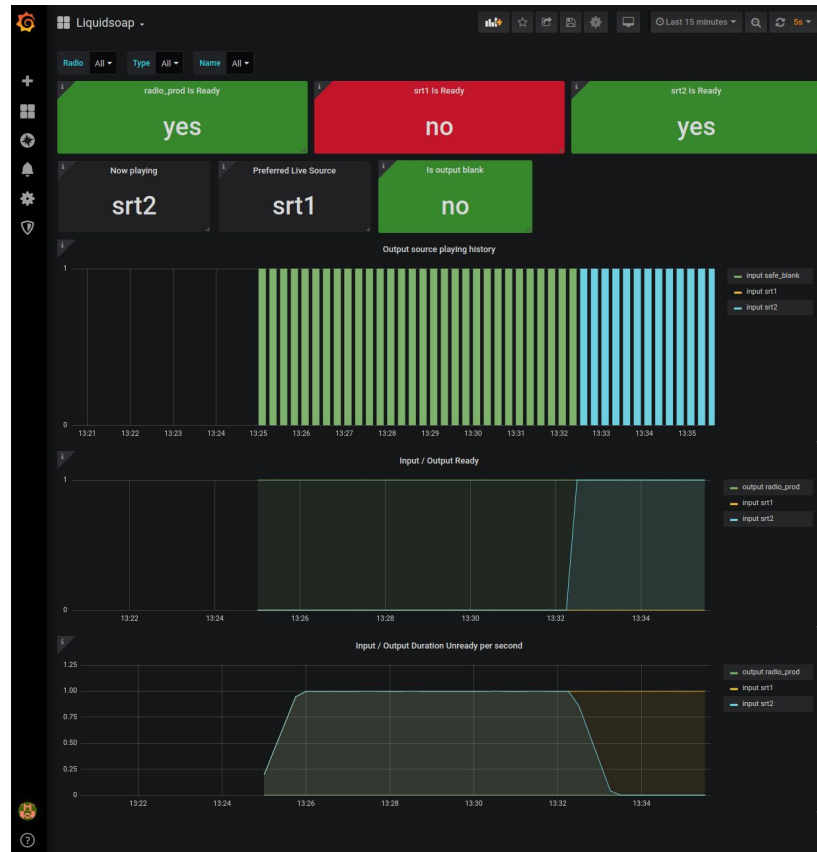 Liquidsoap
Last 15 minutes
5s
Radio All Type All Name All
i
radio_prod Is Ready
yes
i
srt1 Is Ready
no
i
srt2 Is Ready
yes
i
Now playing
srt2
i
Preferred Live Source
srt1
i
Is output blank
no
i
Output source playing history
1
0
13:21 13:22 13:23 13:24 13:25 13:26 13:27 13:28 13:29 13:30 13:31 13:32 13:33 13:34 13:35
input safe_blank
input srt1
input srt2
i
Input / Output Ready
1
0
13:22 13:24 13:26 13:28 13:30 13:32 13:34
output radio_prod
input srt1
input srt2
i
Input / Output Duration Unready per second
1.25
1.00
0.75
0.50
0.25
0
13:22 13:24 13:26 13:28 13:30 13:32 13:34
output radio_prod
input srt1
input srt2
?